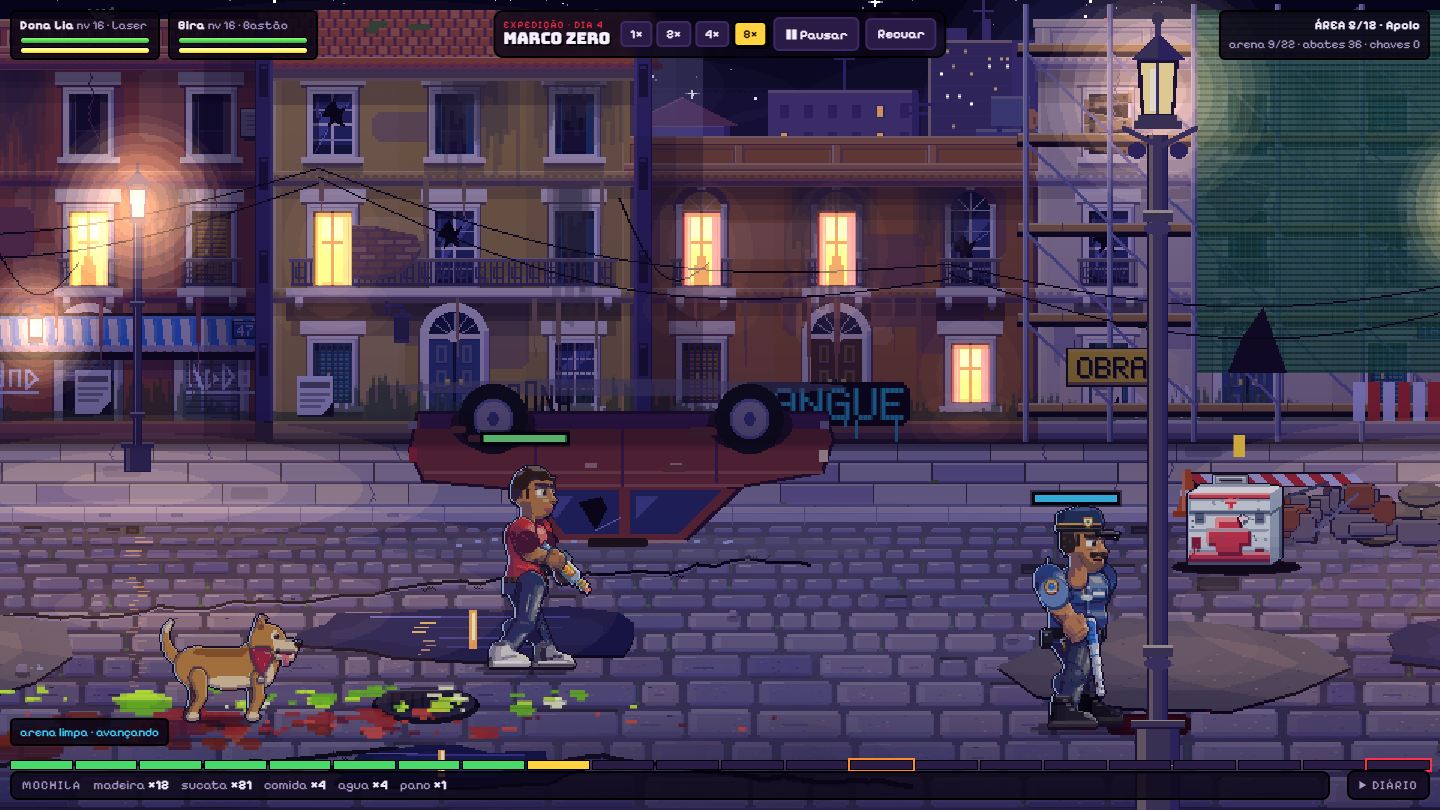 Dona Lia nv 16 · Laser
Bira nv 16 · Bastão
EXPEDIÇÃO · DIA 4
MARCO ZERO
1×
2×
4×
8×
Pausar
Recuar
ÁREA 8/18 · Apolo
arena 9/22 · abates 36 · chaves 0
47
OBRA
ANGUE
arena limpa · avançando
MOCHILA madeira ×18 sucata ×81 comida ×4 agua ×4 pano ×1
DIÁRIO